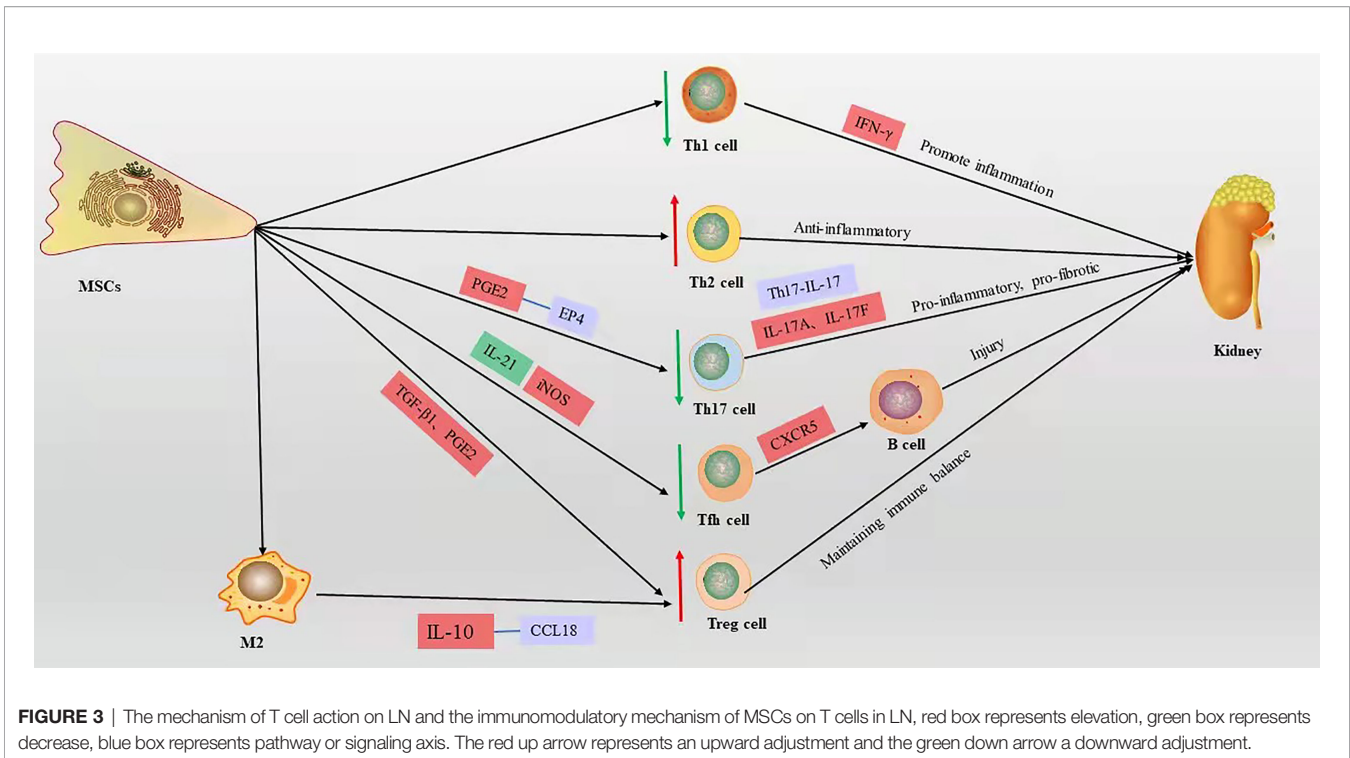 IFN-γ
Promote inflammation
Th1 cell
Anti-inflammatory
Th2 cell
MSCs
PGE2
EP4
Th17-IL-17
IL-17A、IL-17F
Pro-inflammatory, pro-fibrotic
Kidney
IL-21
iNOS
Th17 cell
Injury
TGF-β1、PGE2
CXCR5
B cell
Tfh cell
Maintaining immune balance
Treg cell
M2
IL-10
CCL18
FIGURE 3 | The mechanism of T cell action on LN and the immunomodulatory mechanism of MSCs on T cells in LN, red box represents elevation, green box represents
decrease, blue box represents pathway or signaling axis. The red up arrow represents an upward adjustment and the green down arrow a downward adjustment.